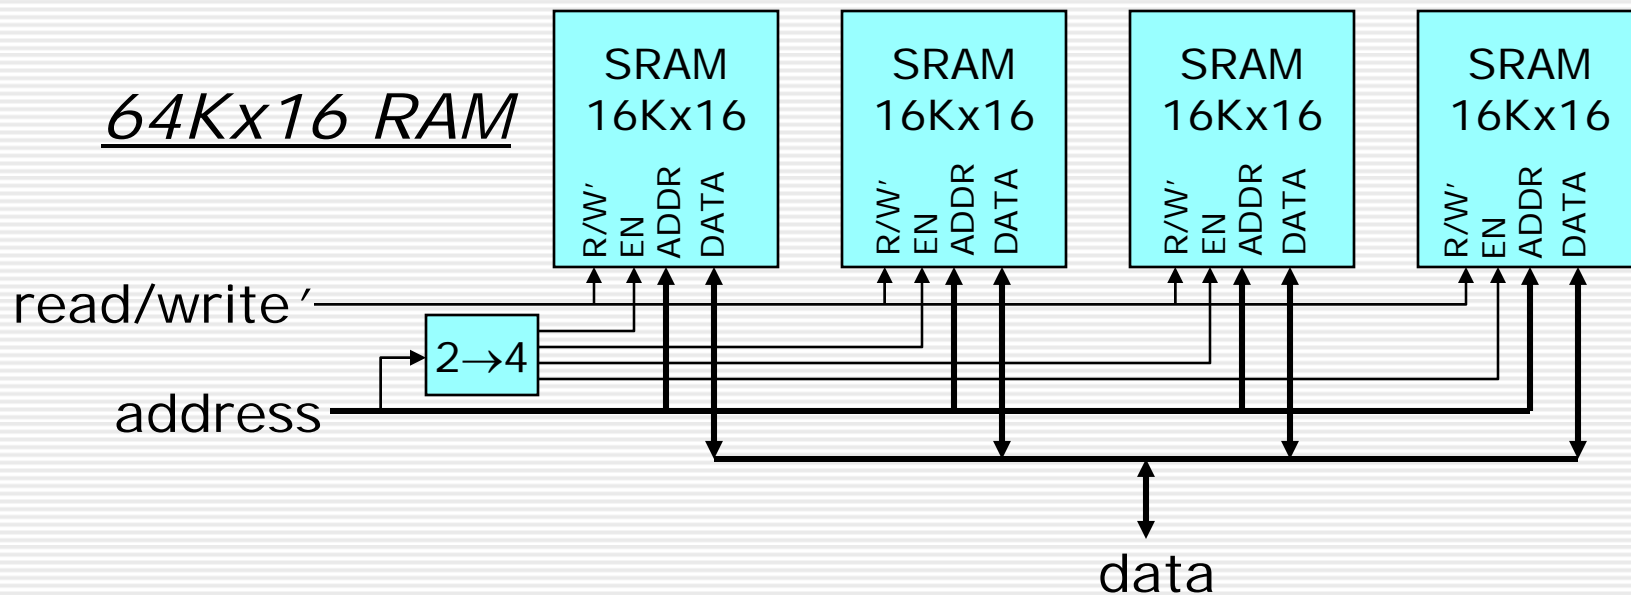 64Kx16 RAM
SRAM
16Kx16
R/W'
EN
ADDR
DATA
SRAM
16Kx16
R/W'
EN
ADDR
DATA
SRAM
16Kx16
R/W'
EN
ADDR
DATA
SRAM
16Kx16
R/W'
EN
ADDR
DATA
read/write'
2→4
address
data